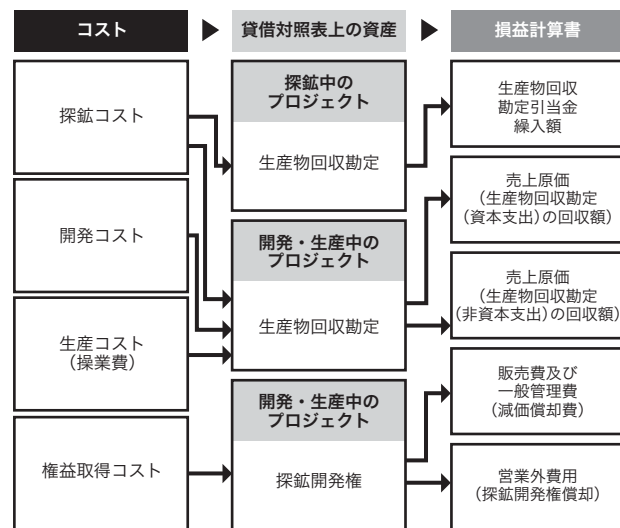 コスト
貸借対照表上の資産
損益計算書
探鉱コスト
開発コスト
生産コスト
(操業費)
権益取得コスト
探鉱中の
プロジェクト
生産物回収勘定
開発・生産中の
プロジェクト
生産物回収勘定
開発・生産中の
プロジェクト
探鉱開発権
生産物回収
勘定引当金
繰入額
売上原価
(生産物回収勘定
(資本支出)の回収額)
売上原価
(生産物回収勘定
(非資本支出)の回収額)
販売費及び
一般管理費
(減価償却費)
営業外費用
(探鉱開発権償却)